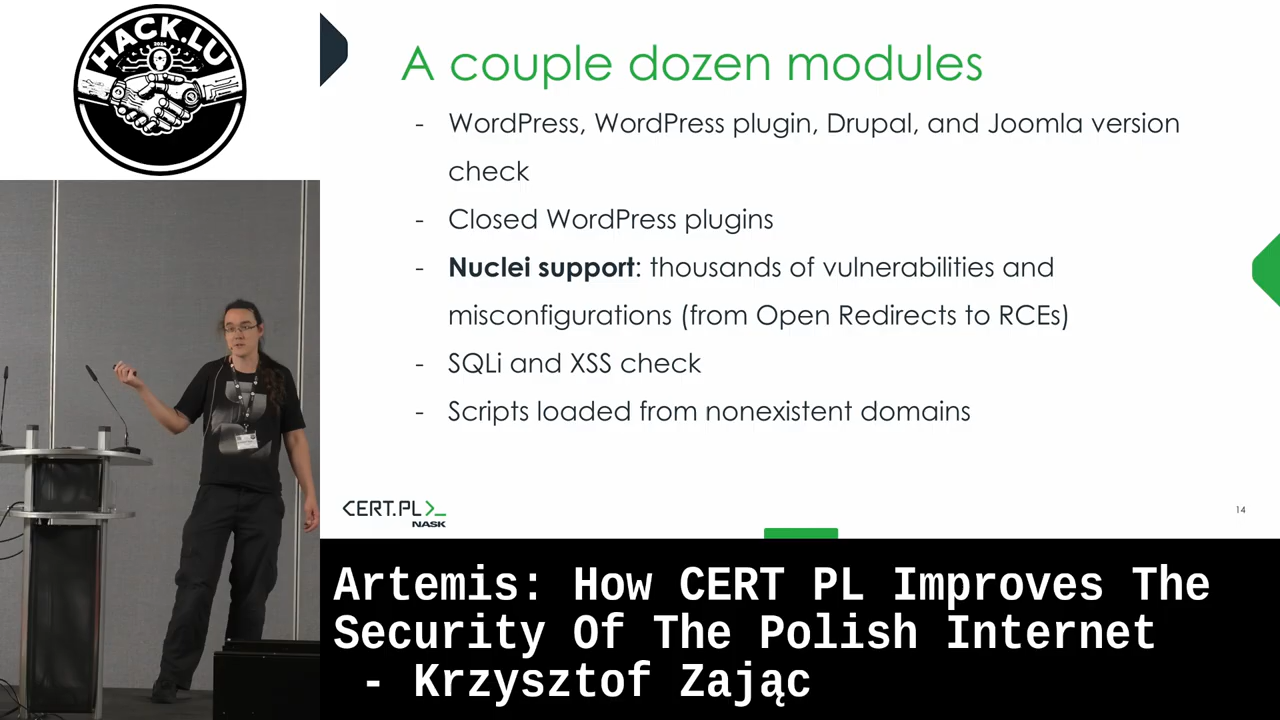 HACK.LU
2024
A couple dozen modules
- WordPress, WordPress plugin, Drupal, and Joomla version
check
- Closed WordPress plugins
- Nuclei support: thousands of vulnerabilities and
misconfigurations (from Open Redirects to RCEs)
- SQLi and XSS check
- Scripts loaded from nonexistent domains
<CERT.PL>_
NASK
14
Artemis: How CERT PL Improves The
Security Of The Polish Internet
- Krzysztof Zając